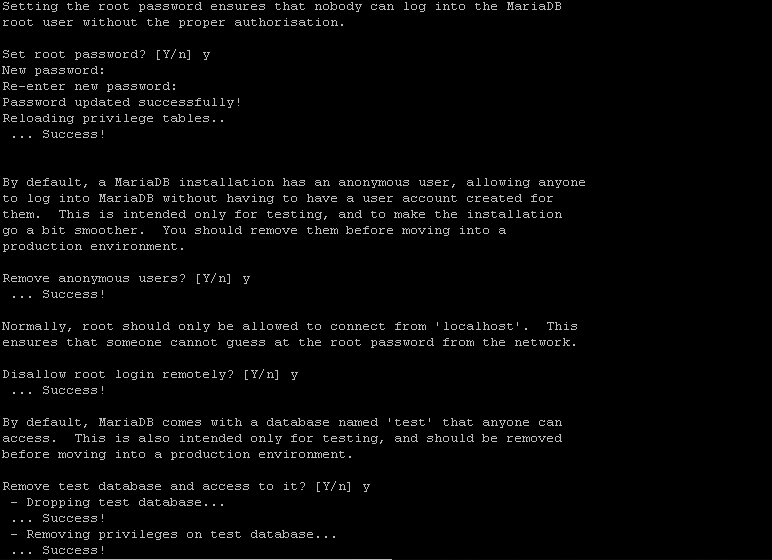 Setting the root password ensures that nobody can log into the MariaDB
root user without the proper authorisation.
Set root password? [Y/n] y
New password:
Re-enter new password:
Password updated successfully!
Reloading privilege tables..
... Success!
By default, a MariaDB installation has an anonymous user, allowing anyone
to log into MariaDB without having to have a user account created for
them.  This is intended only for testing, and to make the installation
go a bit smoother.  You should remove them before moving into a
production environment.
Remove anonymous users? [Y/n] y
... Success!
Normally, root should only be allowed to connect from 'localhost'.  This
ensures that someone cannot guess at the root password from the network.
Disallow root login remotely? [Y/n] y
... Success!
By default, MariaDB comes with a database named 'test' that anyone can
access.  This is also intended only for testing, and should be removed
before moving into a production environment.
Remove test database and access to it? [Y/n] y
- Dropping test database...
... Success!
- Removing privileges on test database...
... Success!